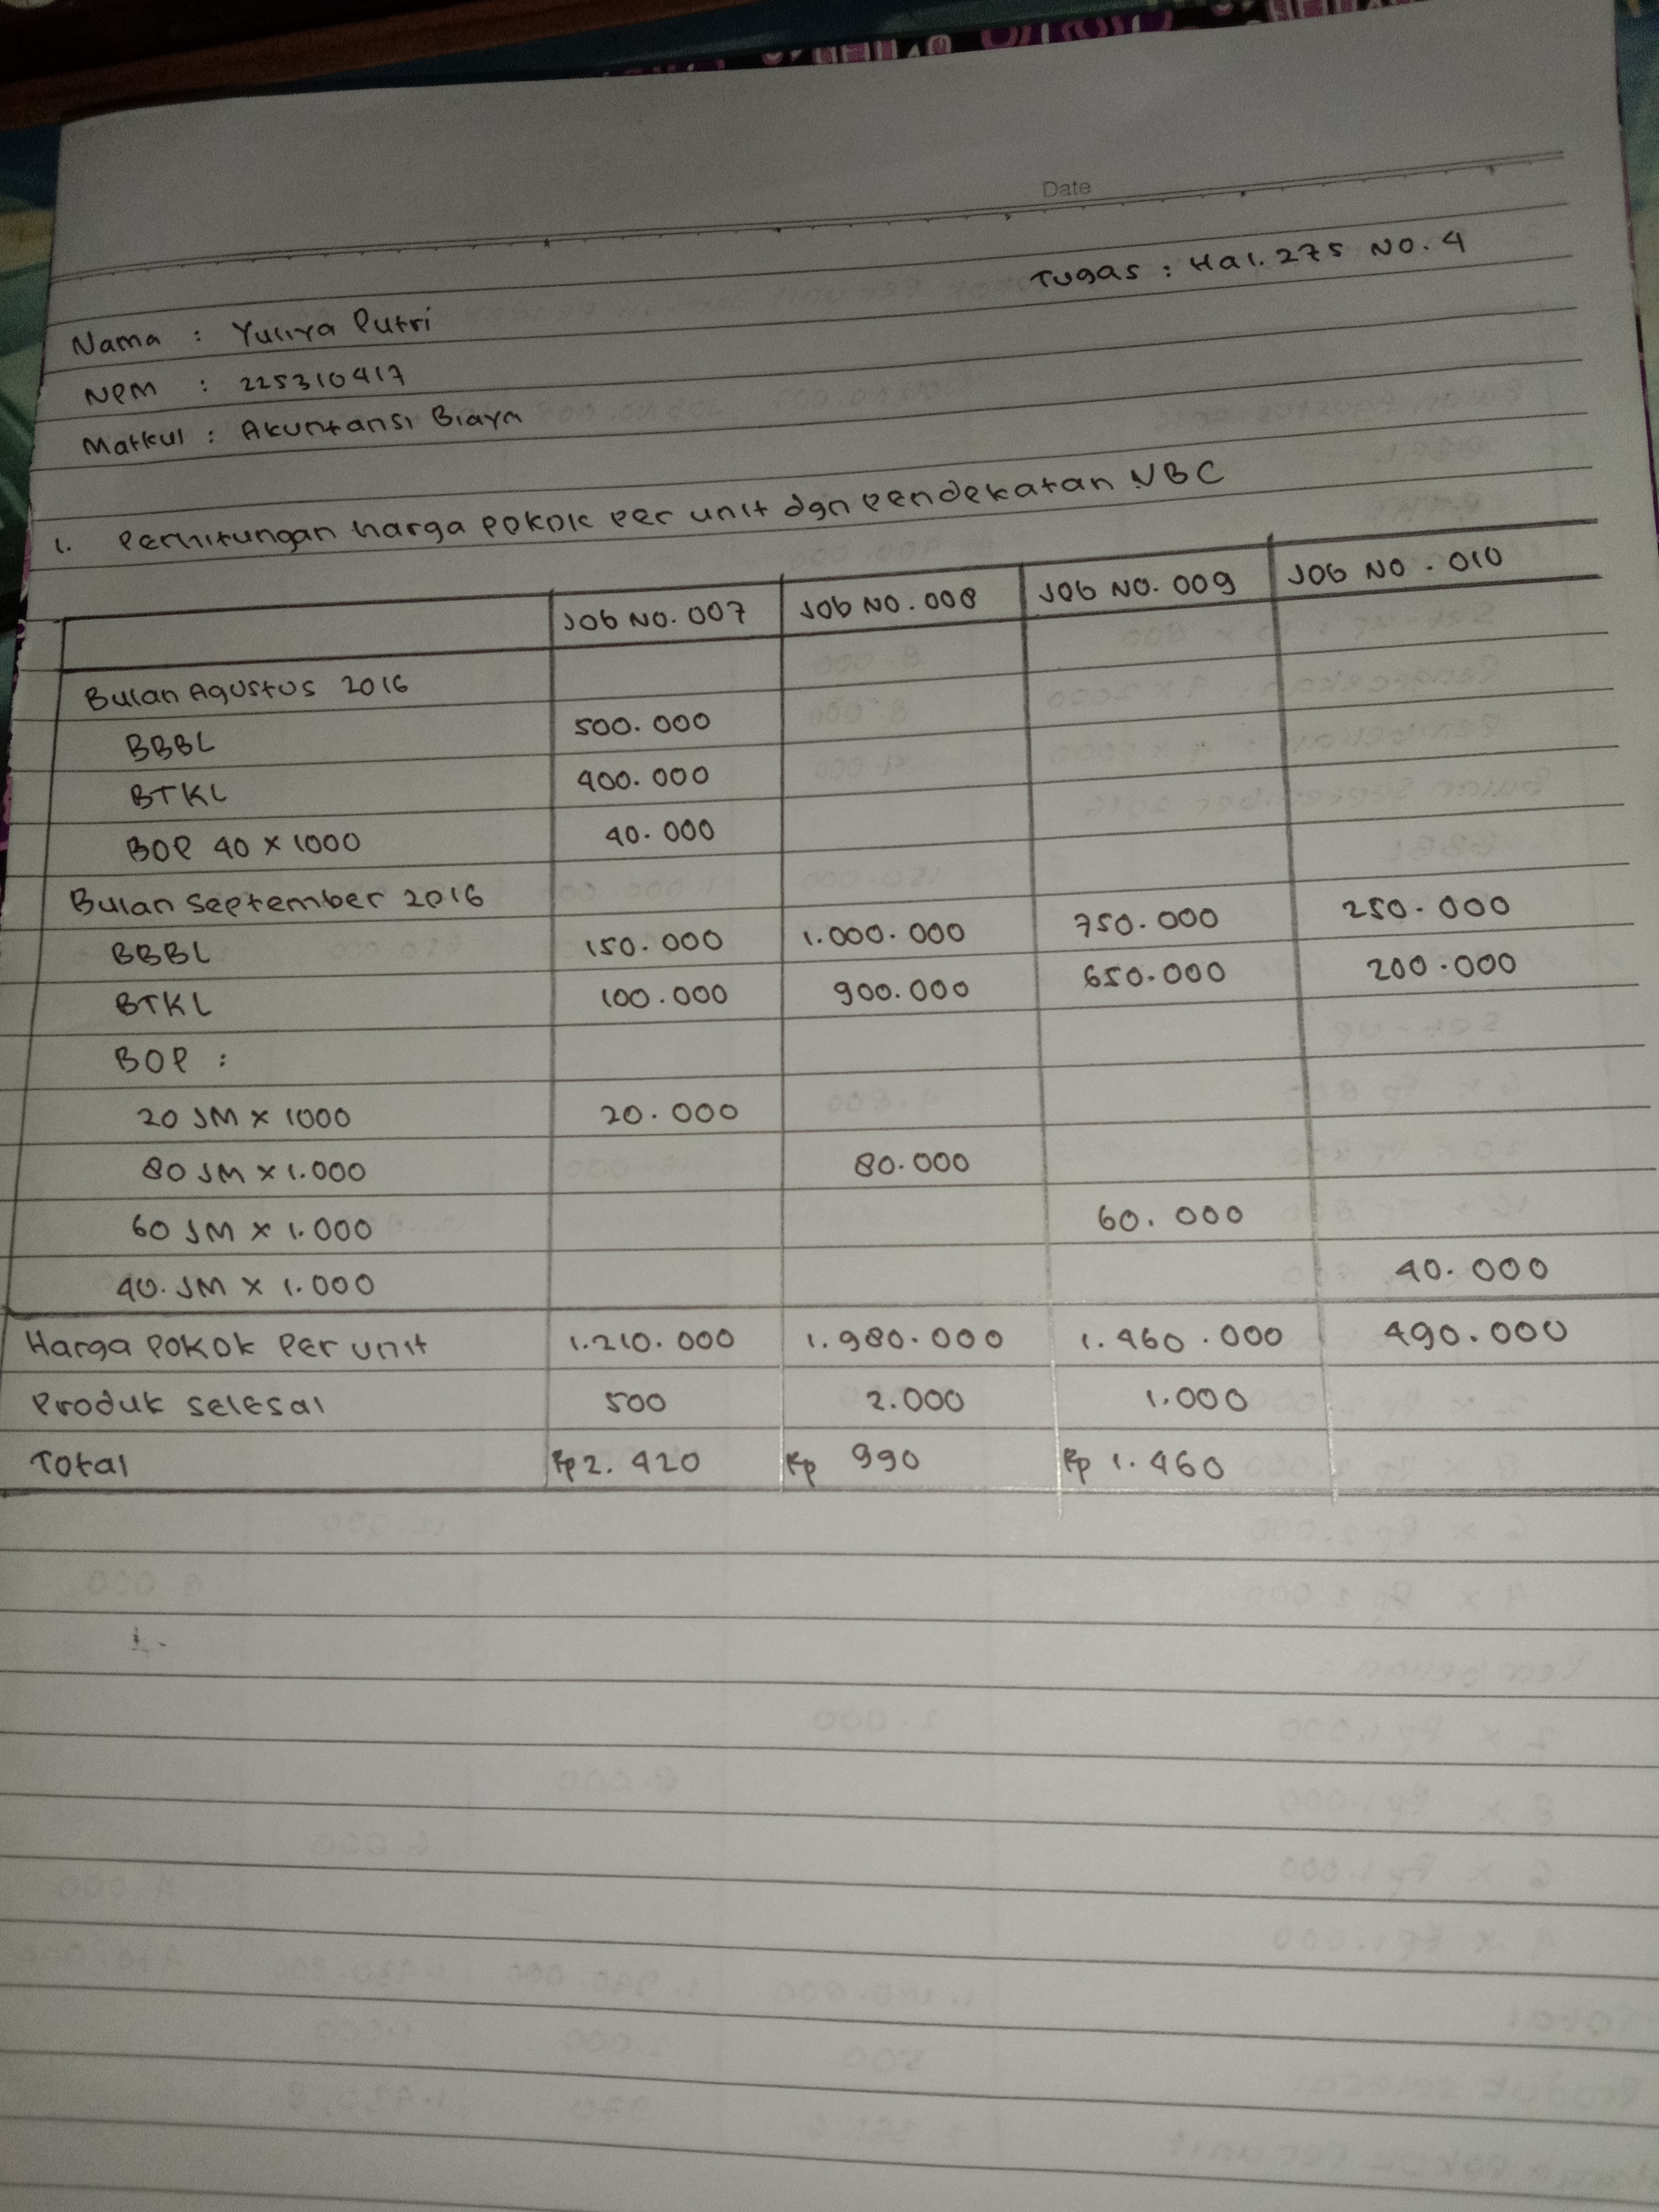 Date
Tugas : Hal. 275 No. 4
Nama : Yuliya Putri
NPM : 225310417
Matkul : Akuntansi Biaya
1. Perhitungan harga pokok per unit dgn pendekatan VBC
Job No. 007 Job No. 008 Job No. 009 Job No. 010
Bulan Agustus 2016
BBBL 500.000
BTKL 400.000
BOP 40 x 1000 40.000
Bulan September 2016
BBBL 150.000 1.000.000 750.000 250.000
BTKL 100.000 900.000 650.000 200.000
BOP :
20 JM x 1000 20.000
80 JM x 1.000 80.000
60 JM x 1.000 60.000
40. JM x 1.000 40.000
Harga Pokok Per unit 1.210.000 1.980.000 1.460.000 490.000
Produk selesai 500 2.000 1.000
Total Rp 2.420 Rp 990 Rp 1.460